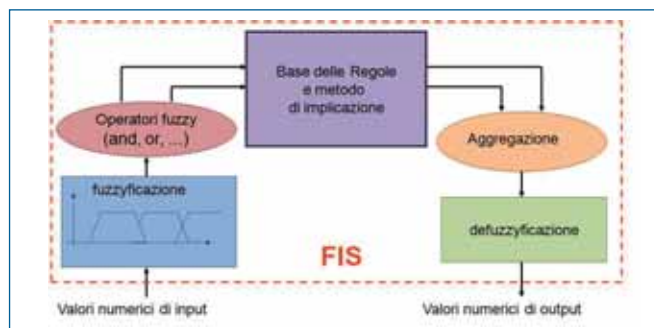 Base delle Regole
e metodo
di implicazione
Operatori fuzzy
(and, or, ...)
Aggregazione
fuzzyficazione
defuzzyficazione
FIS
Valori numerici di input
Valori numerici di output